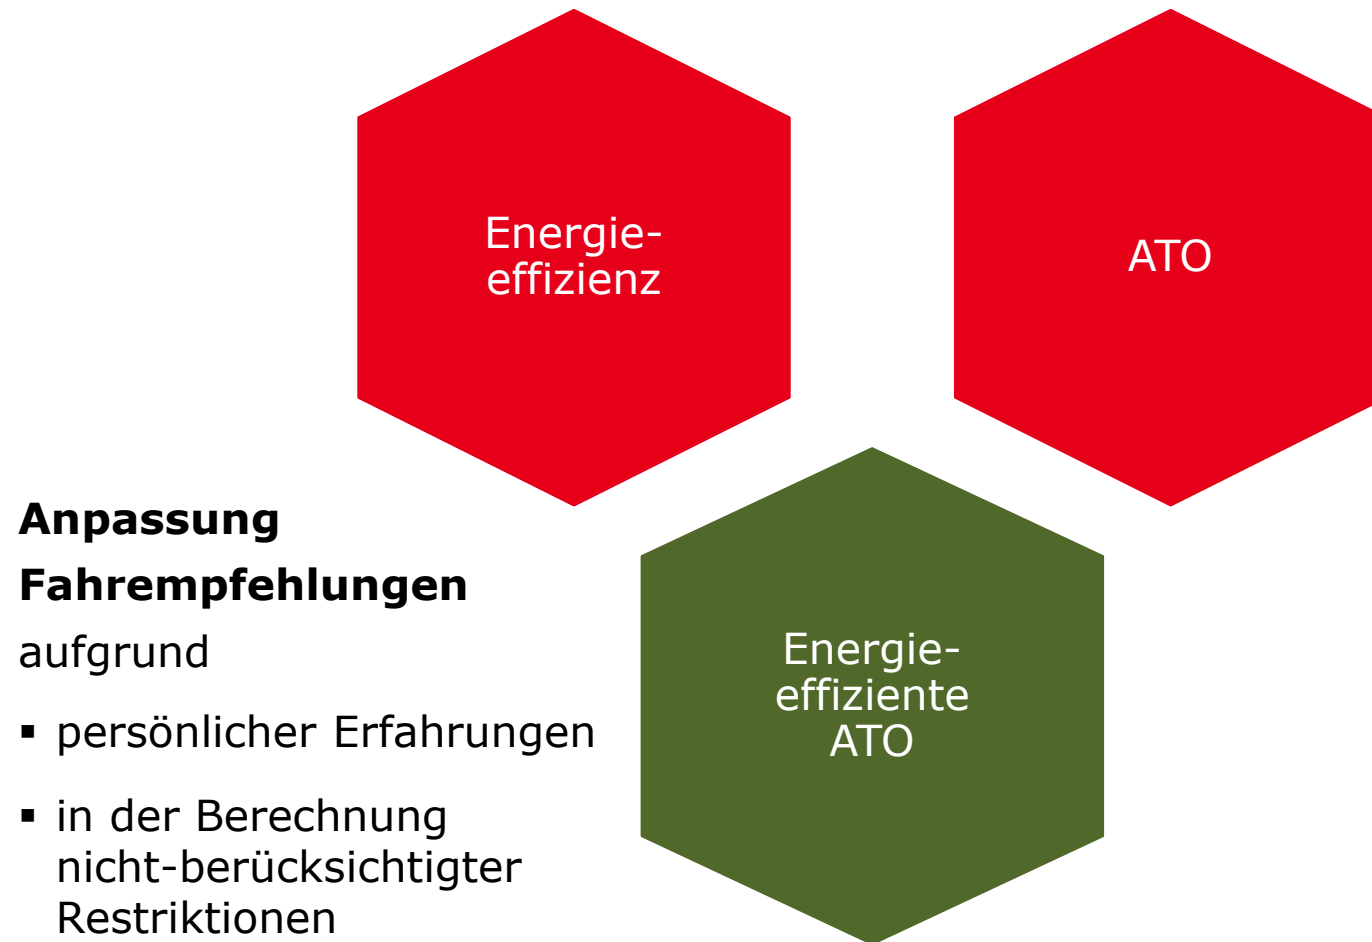 Energie-
effizienz
ATO
Anpassung
Fahrempfehlungen
aufgrund
▪ persönlicher Erfahrungen
▪ in der Berechnung
nicht-berücksichtigter
Restriktionen
Energie-
effiziente
ATO